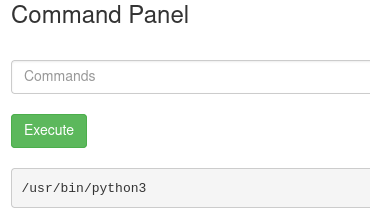 Command Panel
Commands
Execute
/usr/bin/python3